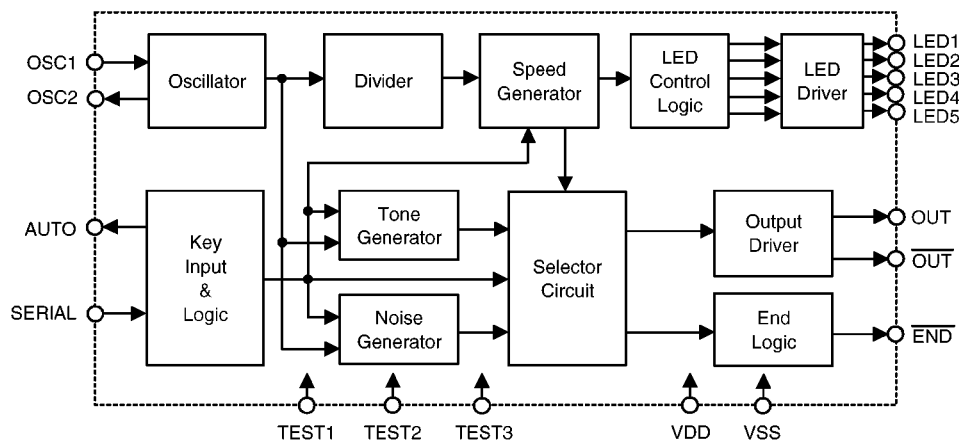 OSC1
OSC2
Oscillator
Divider
Speed
Generator
LED
Control
Logic
LED
Driver
LED1
LED2
LED3
LED4
LED5
AUTO
SERIAL
Key
Input
&
Logic
Tone
Generator
Noise
Generator
Selector
Circuit
Output
Driver
End
Logic
OUT
OUT
END
TEST1
TEST2
TEST3
VDD
VSS